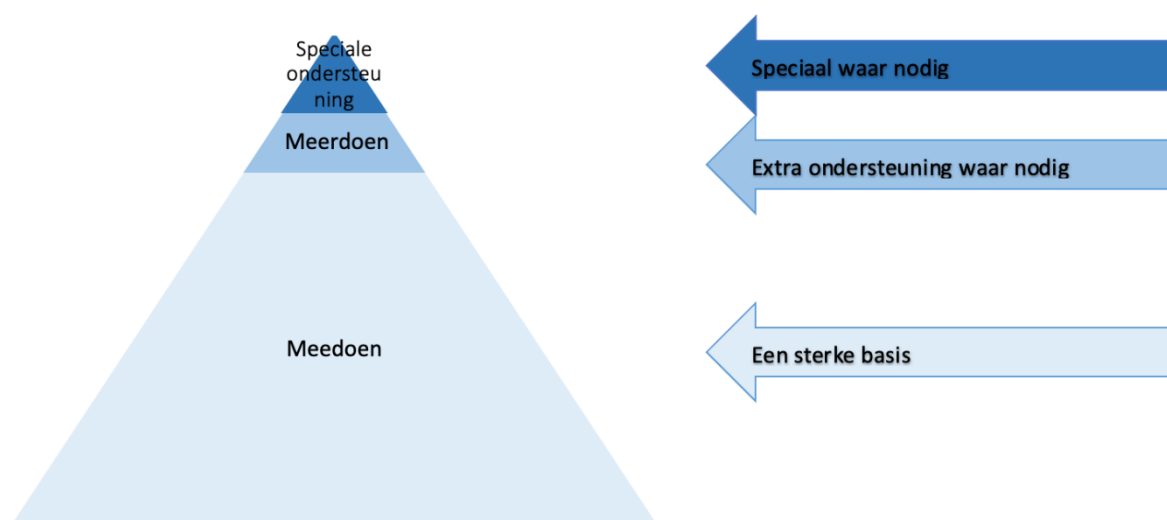 Speciale
ondersteu
ning
Speciaal waar nodig
Meerdoen
Extra ondersteuning waar nodig
Meedoen
Een sterke basis